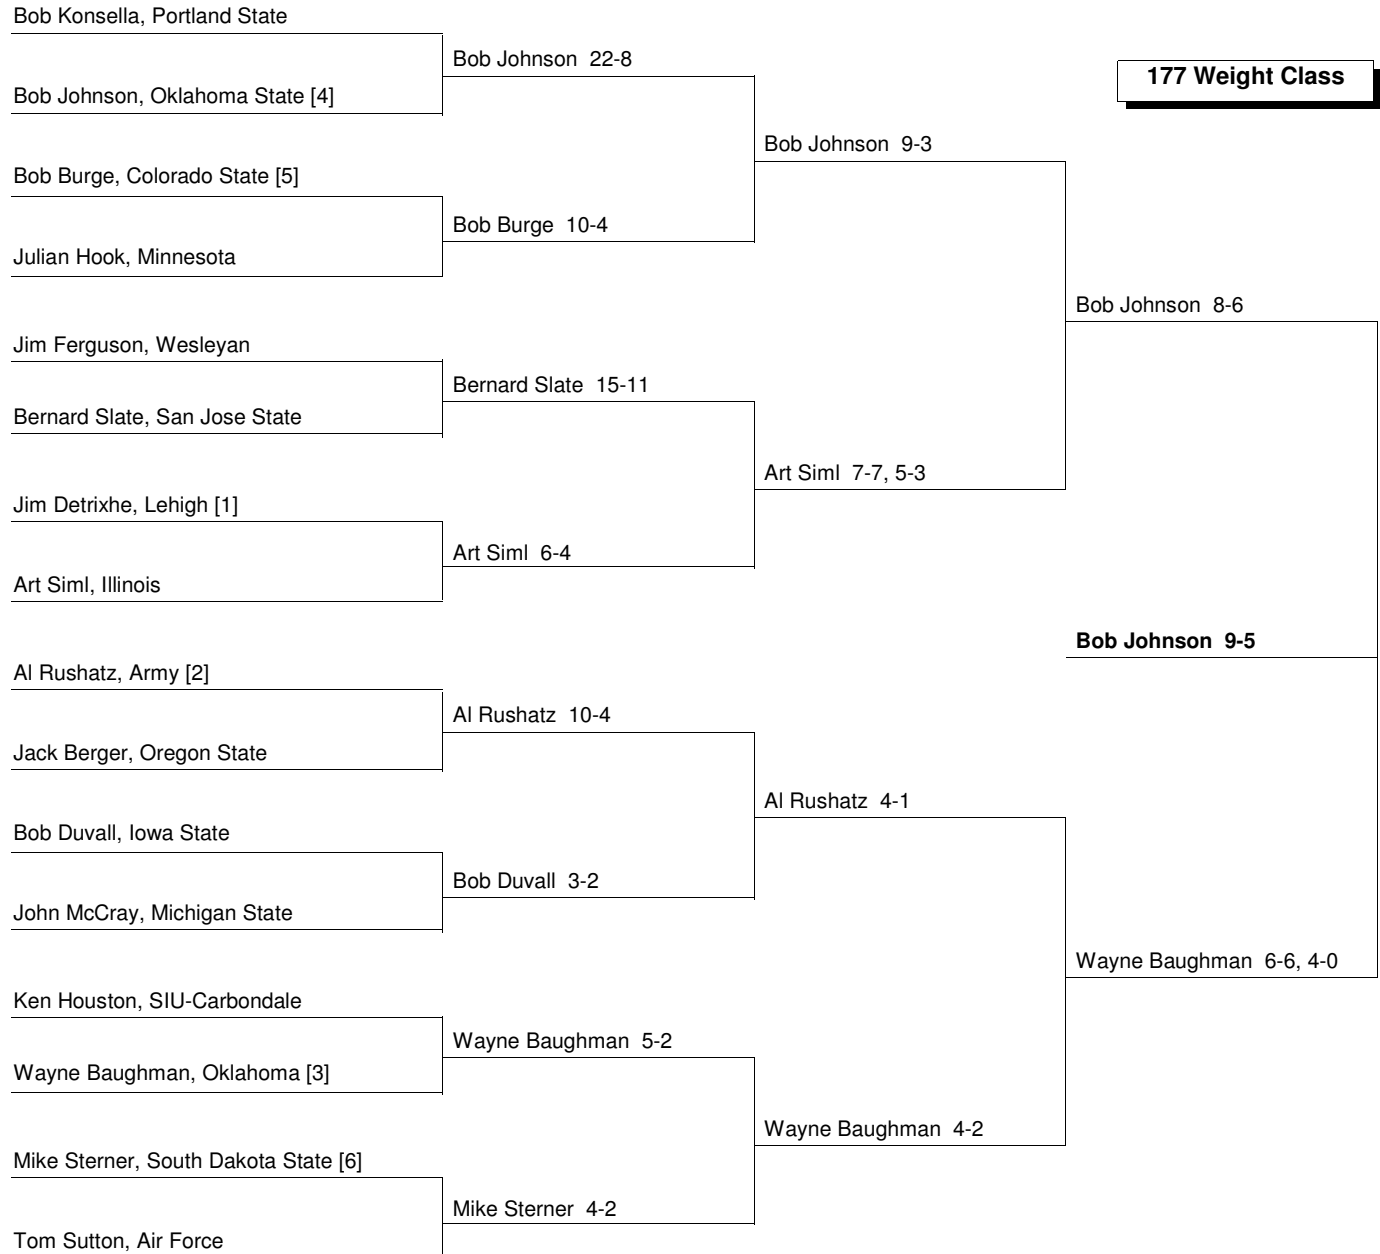 Bob Konsella, Portland State
Bob Johnson 22-8
177 Weight Class
Bob Johnson, Oklahoma State [4]
Bob Johnson 9-3
Bob Burge, Colorado State [5]
Bob Burge 10-4
Julian Hook, Minnesota
Bob Johnson 8-6
Jim Ferguson, Wesleyan
Bernard Slate 15-11
Bernard Slate, San Jose State
Art Siml 7-7, 5-3
Jim Detrixhe, Lehigh [1]
Art Siml 6-4
Art Siml, Illinois
Bob Johnson 9-5
Al Rushatz, Army [2]
Al Rushatz 10-4
Jack Berger, Oregon State
Al Rushatz 4-1
Bob Duvall, Iowa State
Bob Duvall 3-2
John McCray, Michigan State
Wayne Baughman 6-6, 4-0
Ken Houston, SIU-Carbondale
Wayne Baughman 5-2
Wayne Baughman, Oklahoma [3]
Wayne Baughman 4-2
Mike Sterner, South Dakota State [6]
Mike Sterner 4-2
Tom Sutton, Air Force